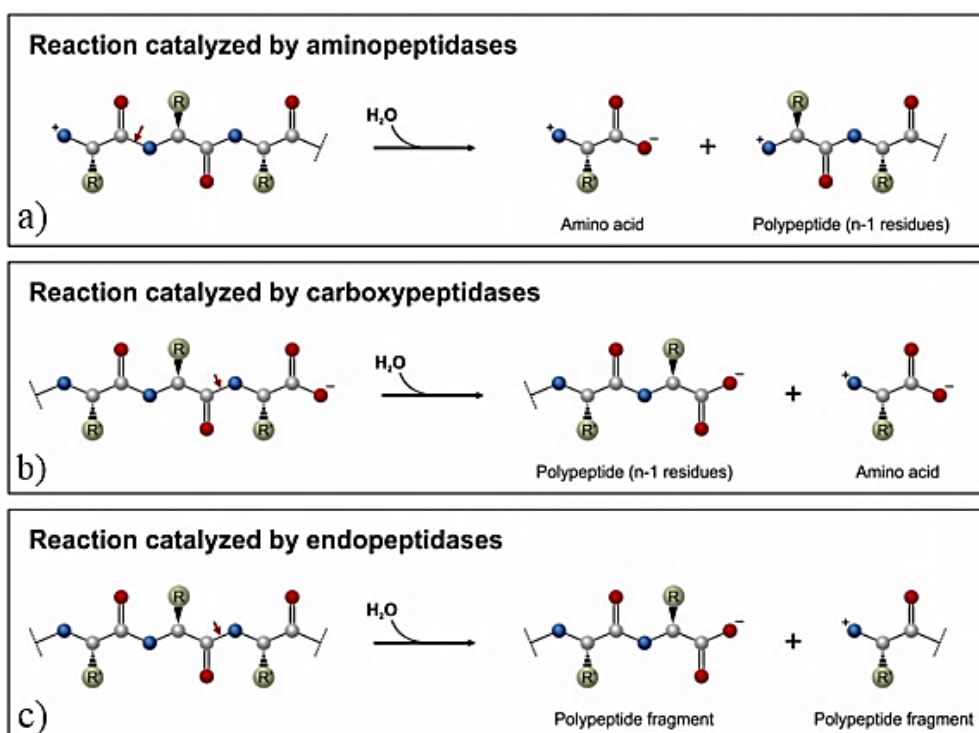 Reaction catalyzed by aminopeptidases
+ R R' R'
H₂O
+ R' −
+
+ R R'
Amino acid
Polypeptide (n-1 residues)
a)
Reaction catalyzed by carboxypeptidases
R R' R' −
H₂O
R R' −
+
+ R' −
Polypeptide (n-1 residues)
Amino acid
b)
Reaction catalyzed by endopeptidases
R R' R'
H₂O
R R' −
+
+ R'
Polypeptide fragment
Polypeptide fragment
c)